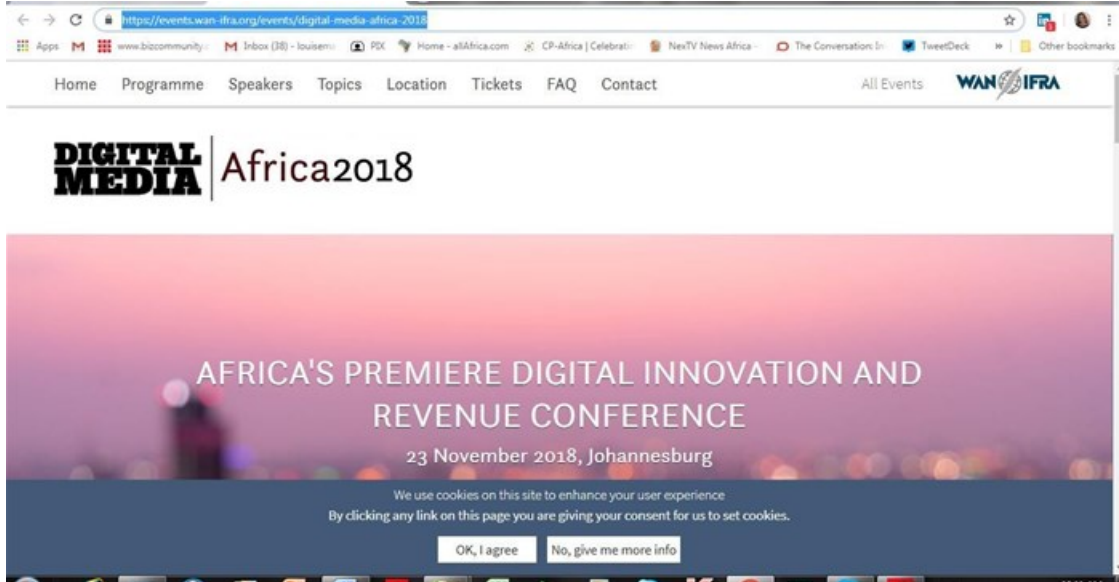 https://events.wan-ifra.org/events/digital-media-africa-2018
Apps www.bizcommunity.c Inbox (38) - louisem PIX Home - allAfrica.com CP-Africa | Celebratin NexTV News Africa - The Conversation: In TweetDeck » Other bookmarks
Home Programme Speakers Topics Location Tickets FAQ Contact All Events WAN IFRA
DIGITAL
MEDIA
Africa2018
AFRICA'S PREMIERE DIGITAL INNOVATION AND
REVENUE CONFERENCE
23 November 2018, Johannesburg
We use cookies on this site to enhance your user experience
By clicking any link on this page you are giving your consent for us to set cookies.
OK, I agree No, give me more info